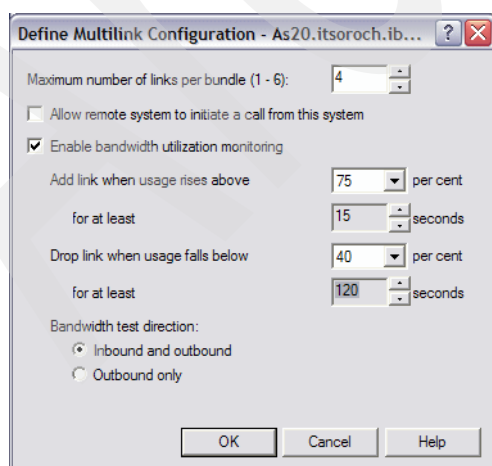 Define Multilink Configuration - As20.itsoroch.ib...
Maximum number of links per bundle (1 - 6): 4
Allow remote system to initiate a call from this system
Enable bandwidth utilization monitoring
Add link when usage rises above 75 per cent
for at least 15 seconds
Drop link when usage falls below 40 per cent
for at least 120 seconds
Bandwidth test direction:
Inbound and outbound
Outbound only
OK Cancel Help